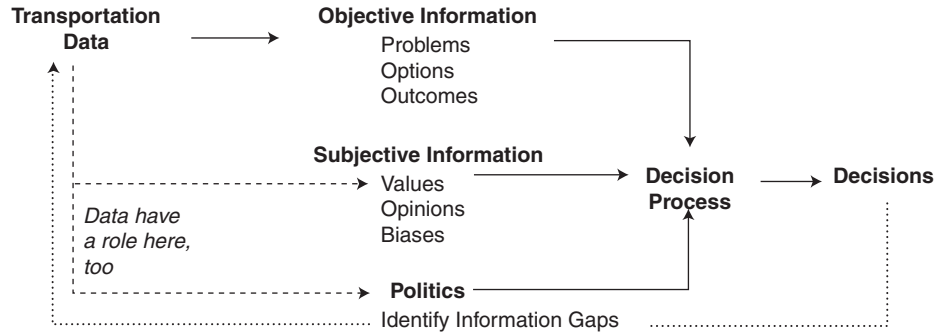 Transportation
Data
Objective Information
Problems
Options
Outcomes
Subjective Information
Values
Opinions
Biases
Decision
Process
Decisions
Data have
a role here,
too
Politics
Identify Information Gaps